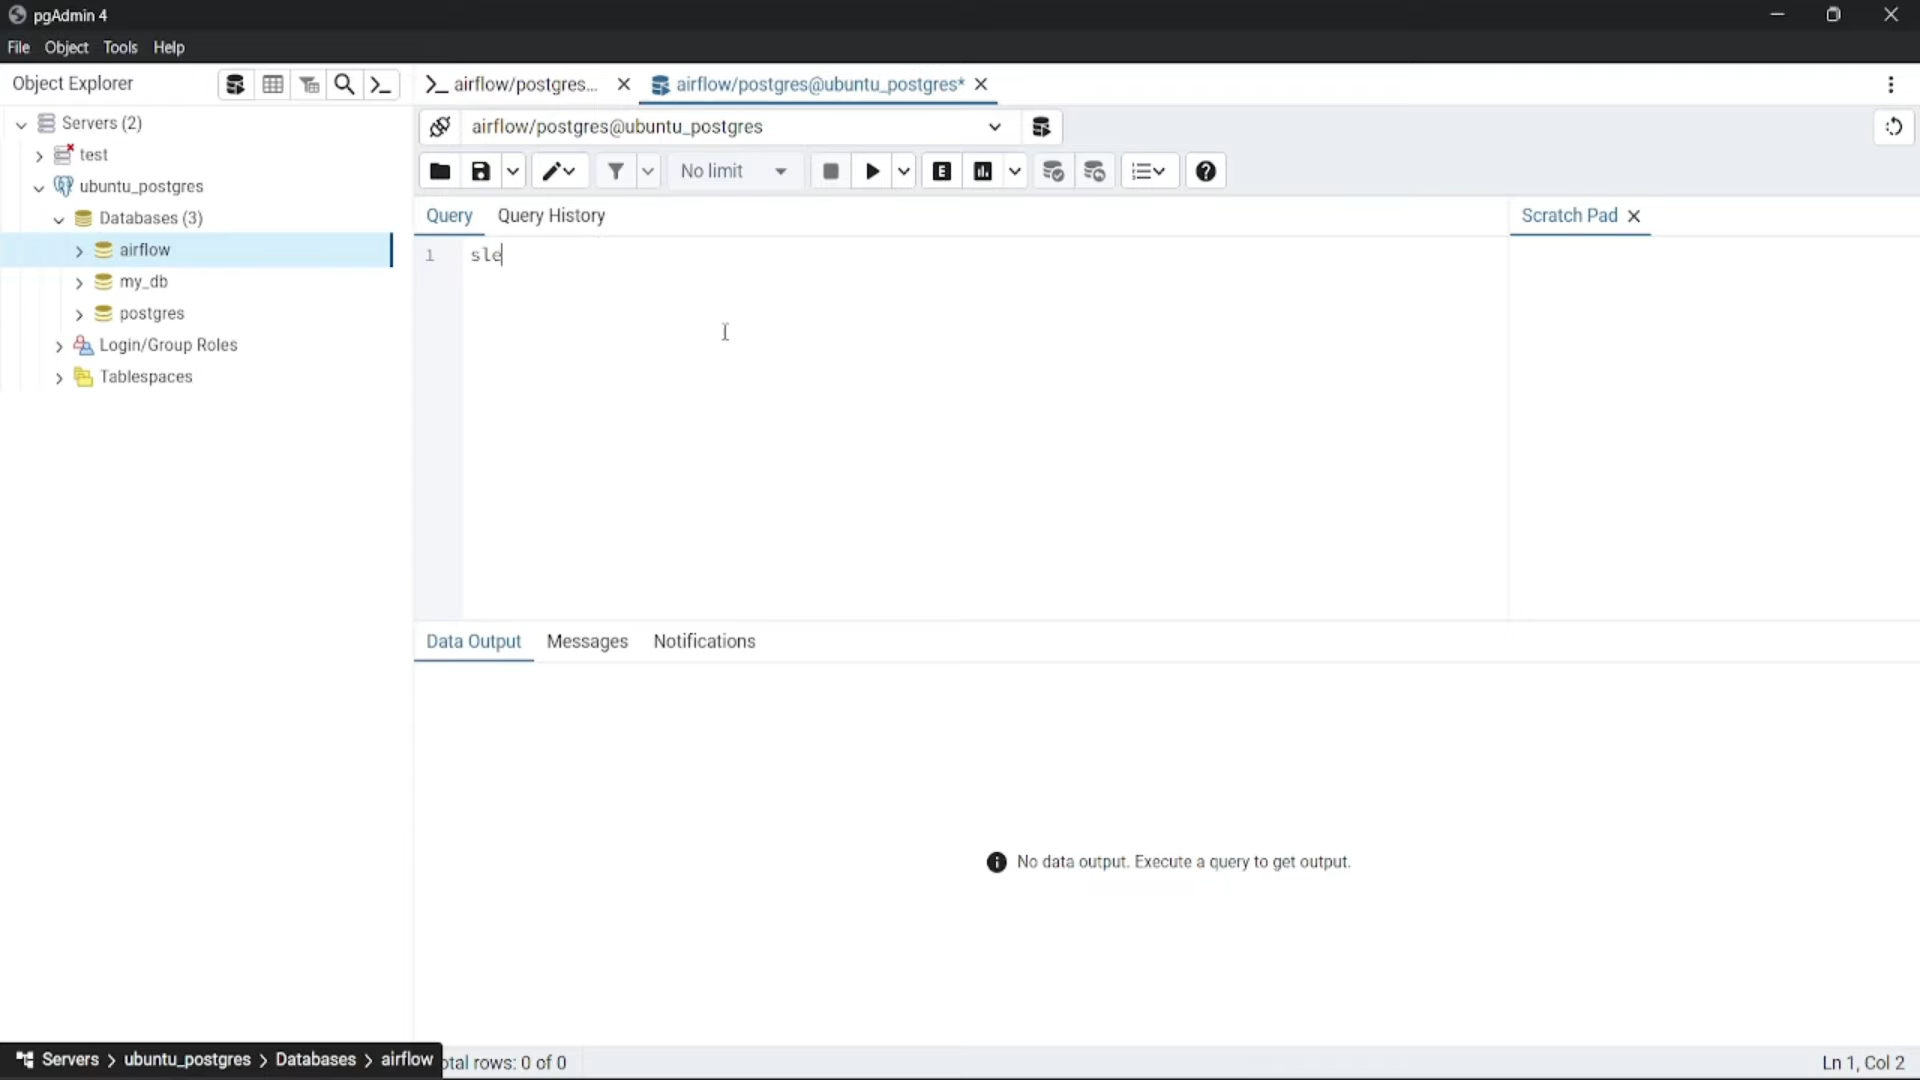 pgAdmin 4
File Object Tools Help
Object Explorer
airflow/postgres...
airflow/postgres@ubuntu_postgres*
Servers (2)
airflow/postgres@ubuntu_postgres
test
ubuntu_postgres
No limit
E
Databases (3)
Query Query History
Scratch Pad
airflow
1 sle
my_db
postgres
Login/Group Roles
Tablespaces
Data Output Messages Notifications
No data output. Execute a query to get output.
Servers > ubuntu_postgres > Databases > airflow
otal rows: 0 of 0
Ln 1, Col 2